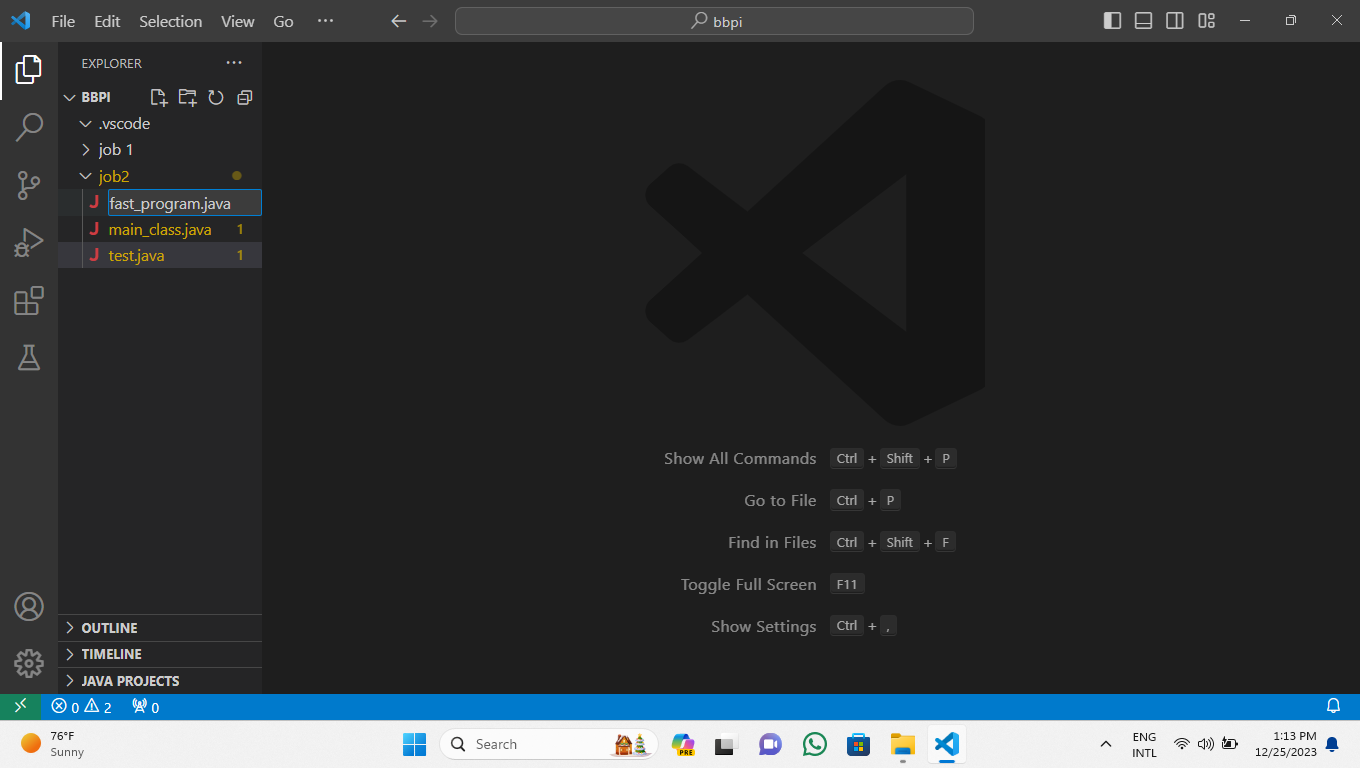 File Edit Selection View Go ···
bbpi
EXPLORER ···
BBPI
.vscode
job 1
job2
J fast_program.java
J main_class.java 1
J test.java 1
Show All Commands Ctrl + Shift + P
Go to File Ctrl + P
Find in Files Ctrl + Shift + F
Toggle Full Screen F11
Show Settings Ctrl + ,
OUTLINE
TIMELINE
JAVA PROJECTS
0 2 0
76°F
Sunny
Search
PRE
ENG
INTL
1:13 PM
12/25/2023